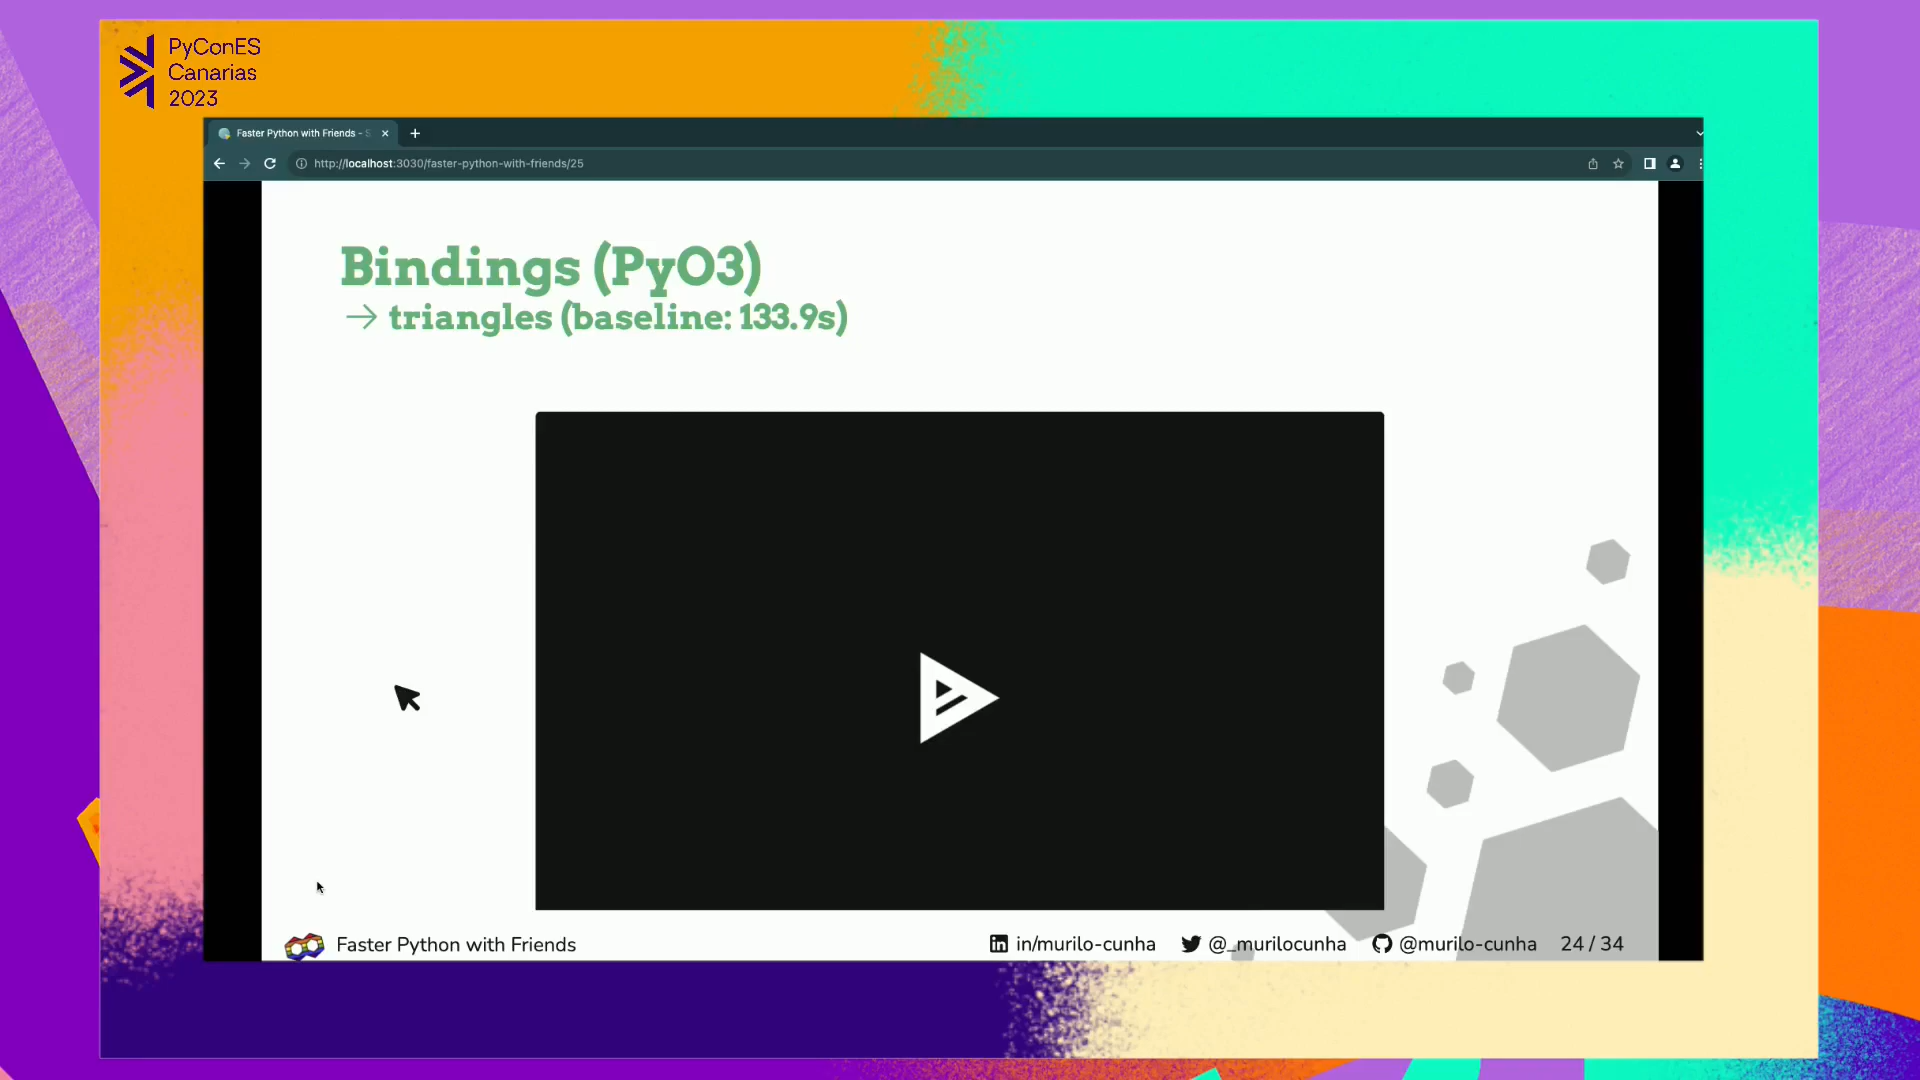 PyConES
Canarias
2023
Faster Python with Friends - S
http://localhost:3030/faster-python-with-friends/25
Bindings (PyO3)
→ triangles (baseline: 133.9s)
Faster Python with Friends
in/murilo-cunha
@_murilocunha
@murilo-cunha
24 / 34